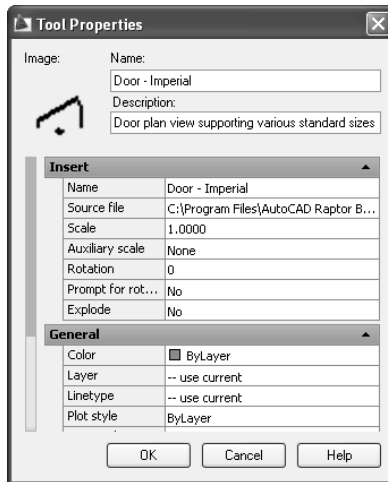 Tool Properties
Image:
Name:
Door - Imperial
Description:
Door plan view supporting various standard sizes
Insert
Name Door - Imperial
Source file C:\Program Files\AutoCAD Raptor B...
Scale 1.0000
Auxiliary scale None
Rotation 0
Prompt for rot... No
Explode No
General
Color ByLayer
Layer -- use current
Linetype -- use current
Plot style ByLayer
OK Cancel Help